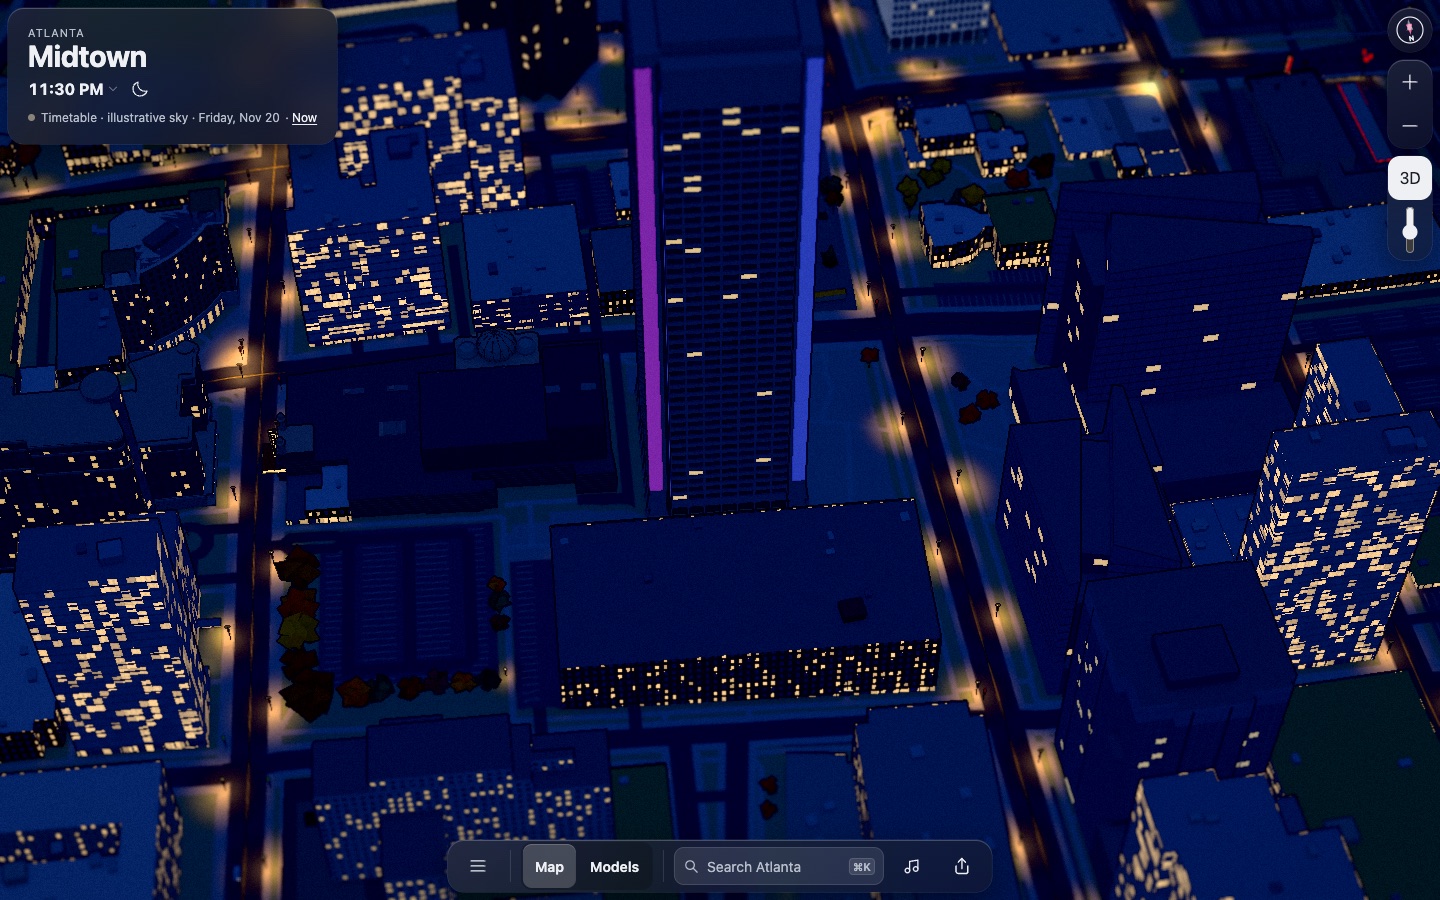 ATLANTA
Midtown
11:30 PM
Timetable · illustrative sky · Friday, Nov 20 · Now
N
3D
Map
Models
Search Atlanta
⌘K